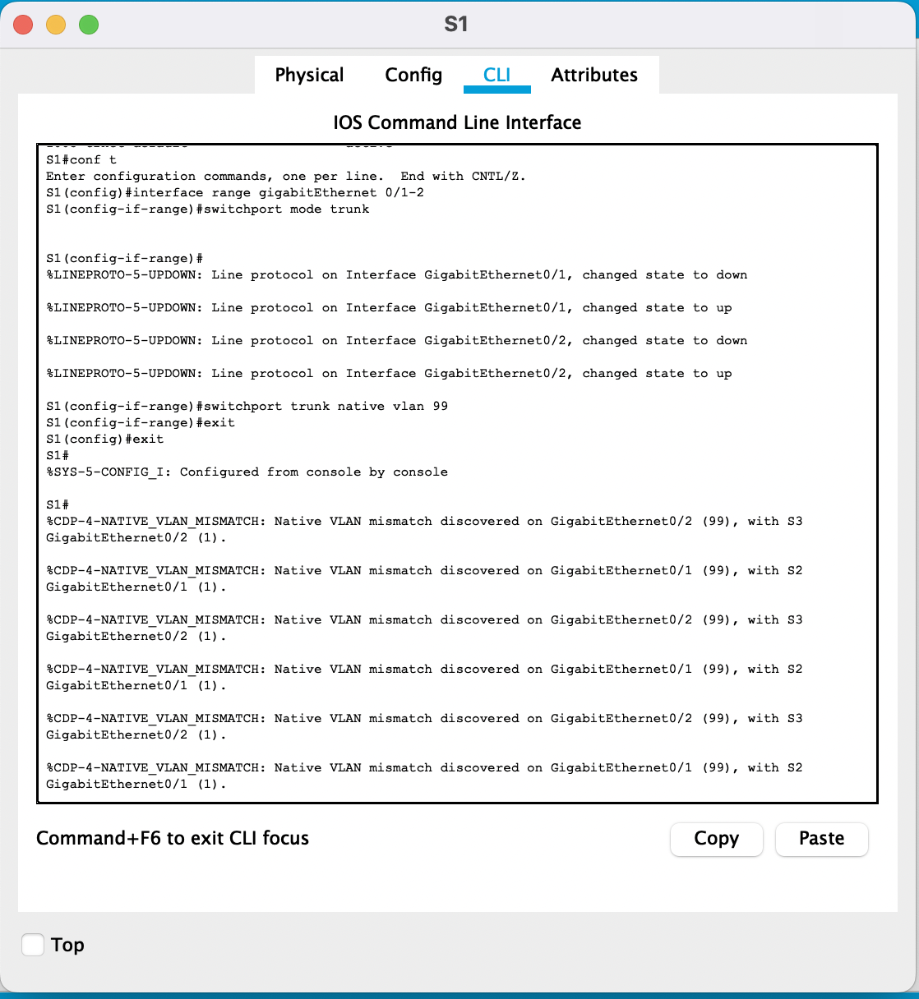 S1
Physical
Config
CLI
Attributes
IOS Command Line Interface
S1#conf t
Enter configuration commands, one per line.  End with CNTL/Z.
S1(config)#interface range gigabitEthernet 0/1-2
S1(config-if-range)#switchport mode trunk
S1(config-if-range)#
%LINEPROTO-5-UPDOWN: Line protocol on Interface GigabitEthernet0/1, changed state to down
%LINEPROTO-5-UPDOWN: Line protocol on Interface GigabitEthernet0/1, changed state to up
%LINEPROTO-5-UPDOWN: Line protocol on Interface GigabitEthernet0/2, changed state to down
%LINEPROTO-5-UPDOWN: Line protocol on Interface GigabitEthernet0/2, changed state to up
S1(config-if-range)#switchport trunk native vlan 99
S1(config-if-range)#exit
S1(config)#exit
S1#
%SYS-5-CONFIG_I: Configured from console by console
S1#
%CDP-4-NATIVE_VLAN_MISMATCH: Native VLAN mismatch discovered on GigabitEthernet0/2 (99), with S3
GigabitEthernet0/2 (1).
%CDP-4-NATIVE_VLAN_MISMATCH: Native VLAN mismatch discovered on GigabitEthernet0/1 (99), with S2
GigabitEthernet0/1 (1).
%CDP-4-NATIVE_VLAN_MISMATCH: Native VLAN mismatch discovered on GigabitEthernet0/2 (99), with S3
GigabitEthernet0/2 (1).
%CDP-4-NATIVE_VLAN_MISMATCH: Native VLAN mismatch discovered on GigabitEthernet0/1 (99), with S2
GigabitEthernet0/1 (1).
%CDP-4-NATIVE_VLAN_MISMATCH: Native VLAN mismatch discovered on GigabitEthernet0/2 (99), with S3
GigabitEthernet0/2 (1).
%CDP-4-NATIVE_VLAN_MISMATCH: Native VLAN mismatch discovered on GigabitEthernet0/1 (99), with S2
GigabitEthernet0/1 (1).
Command+F6 to exit CLI focus
Copy
Paste
Top